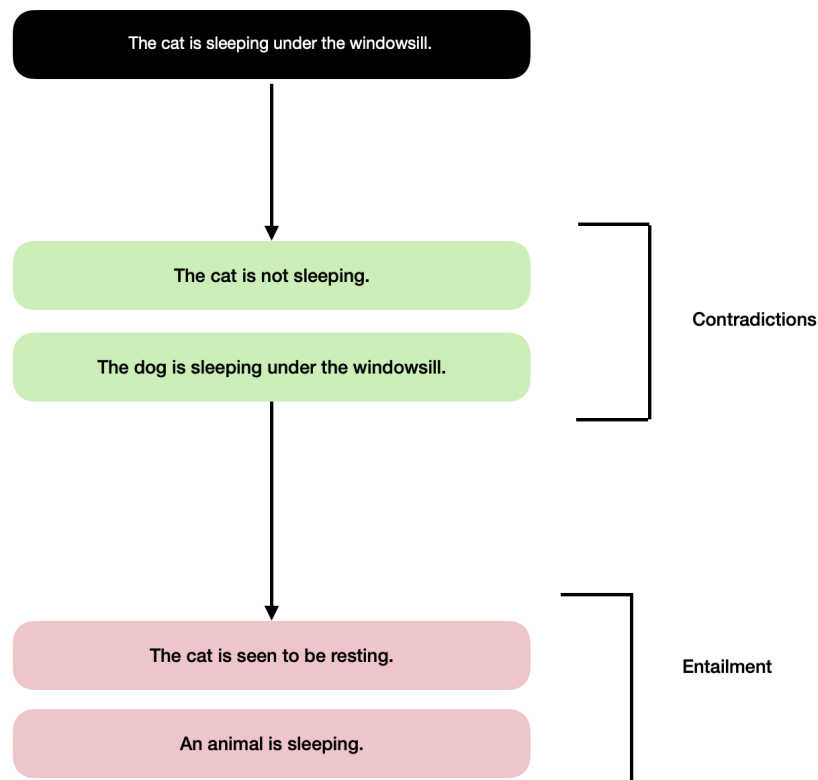 The cat is sleeping under the windowsill.
The cat is not sleeping.
The dog is sleeping under the windowsill.
Contradictions
The cat is seen to be resting.
An animal is sleeping.
Entailment